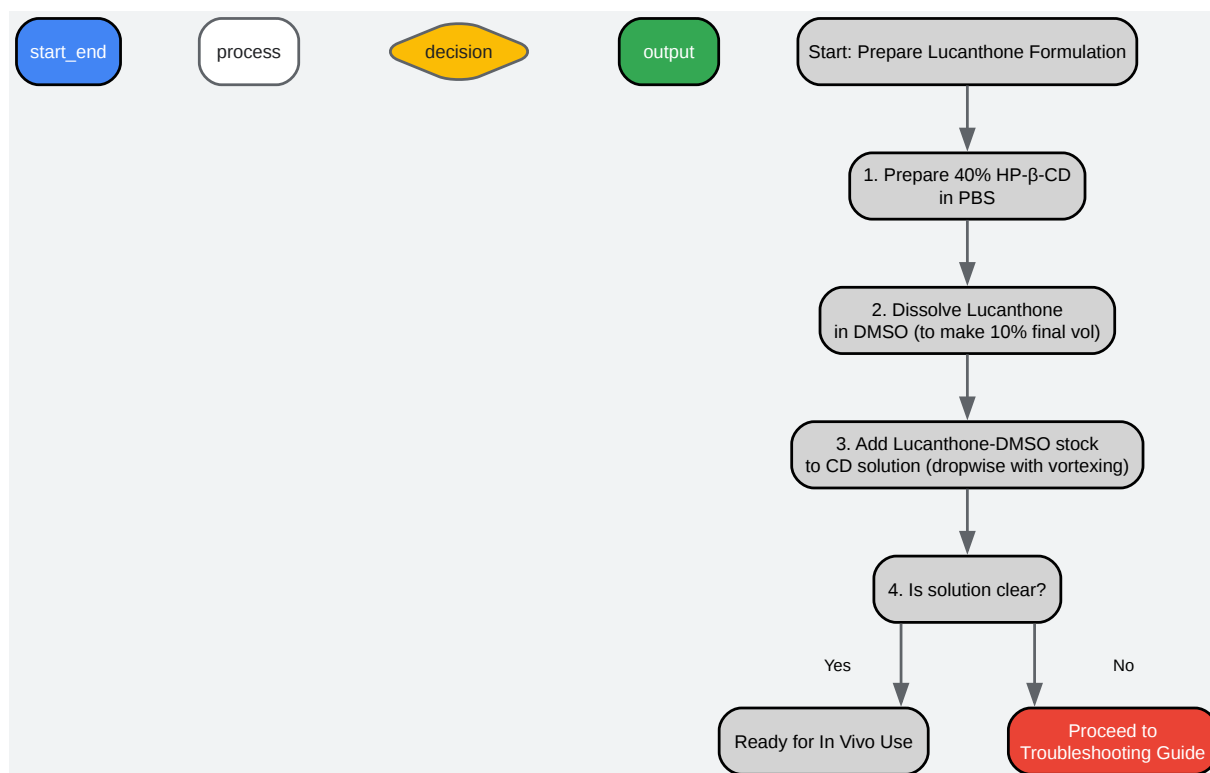 start_end
process
decision
output
Start: Prepare Lucanthone Formulation
1. Prepare 40% HP-β-CD
in PBS
2. Dissolve Lucanthone
in DMSO (to make 10% final vol)
3. Add Lucanthone-DMSO stock
to CD solution (dropwise with vortexing)
4. Is solution clear?
Yes
No
Ready for In Vivo Use
Proceed to
Troubleshooting Guide